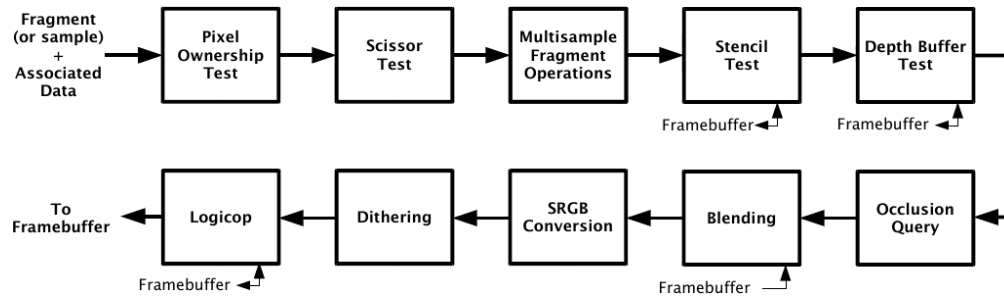 Fragment
(or sample)
+
Associated
Data
Pixel
Ownership
Test
Scissor
Test
Multisample
Fragment
Operations
Stencil
Test
Depth Buffer
Test
Framebuffer
Framebuffer
To
Framebuffer
Logicop
Dithering
SRGB
Conversion
Blending
Occlusion
Query
Framebuffer
Framebuffer